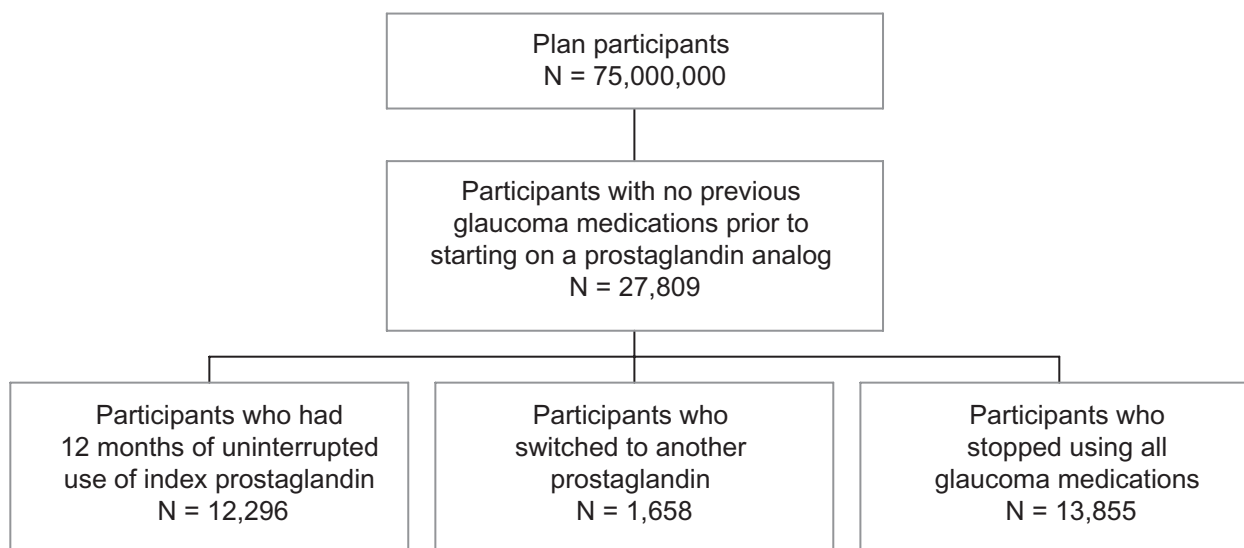 Plan participants
N = 75,000,000
Participants with no previous
glaucoma medications prior to
starting on a prostaglandin analog
N = 27,809
Participants who had
12 months of uninterrupted
use of index prostaglandin
N = 12,296
Participants who
switched to another
prostaglandin
N = 1,658
Participants who
stopped using all
glaucoma medications
N = 13,855